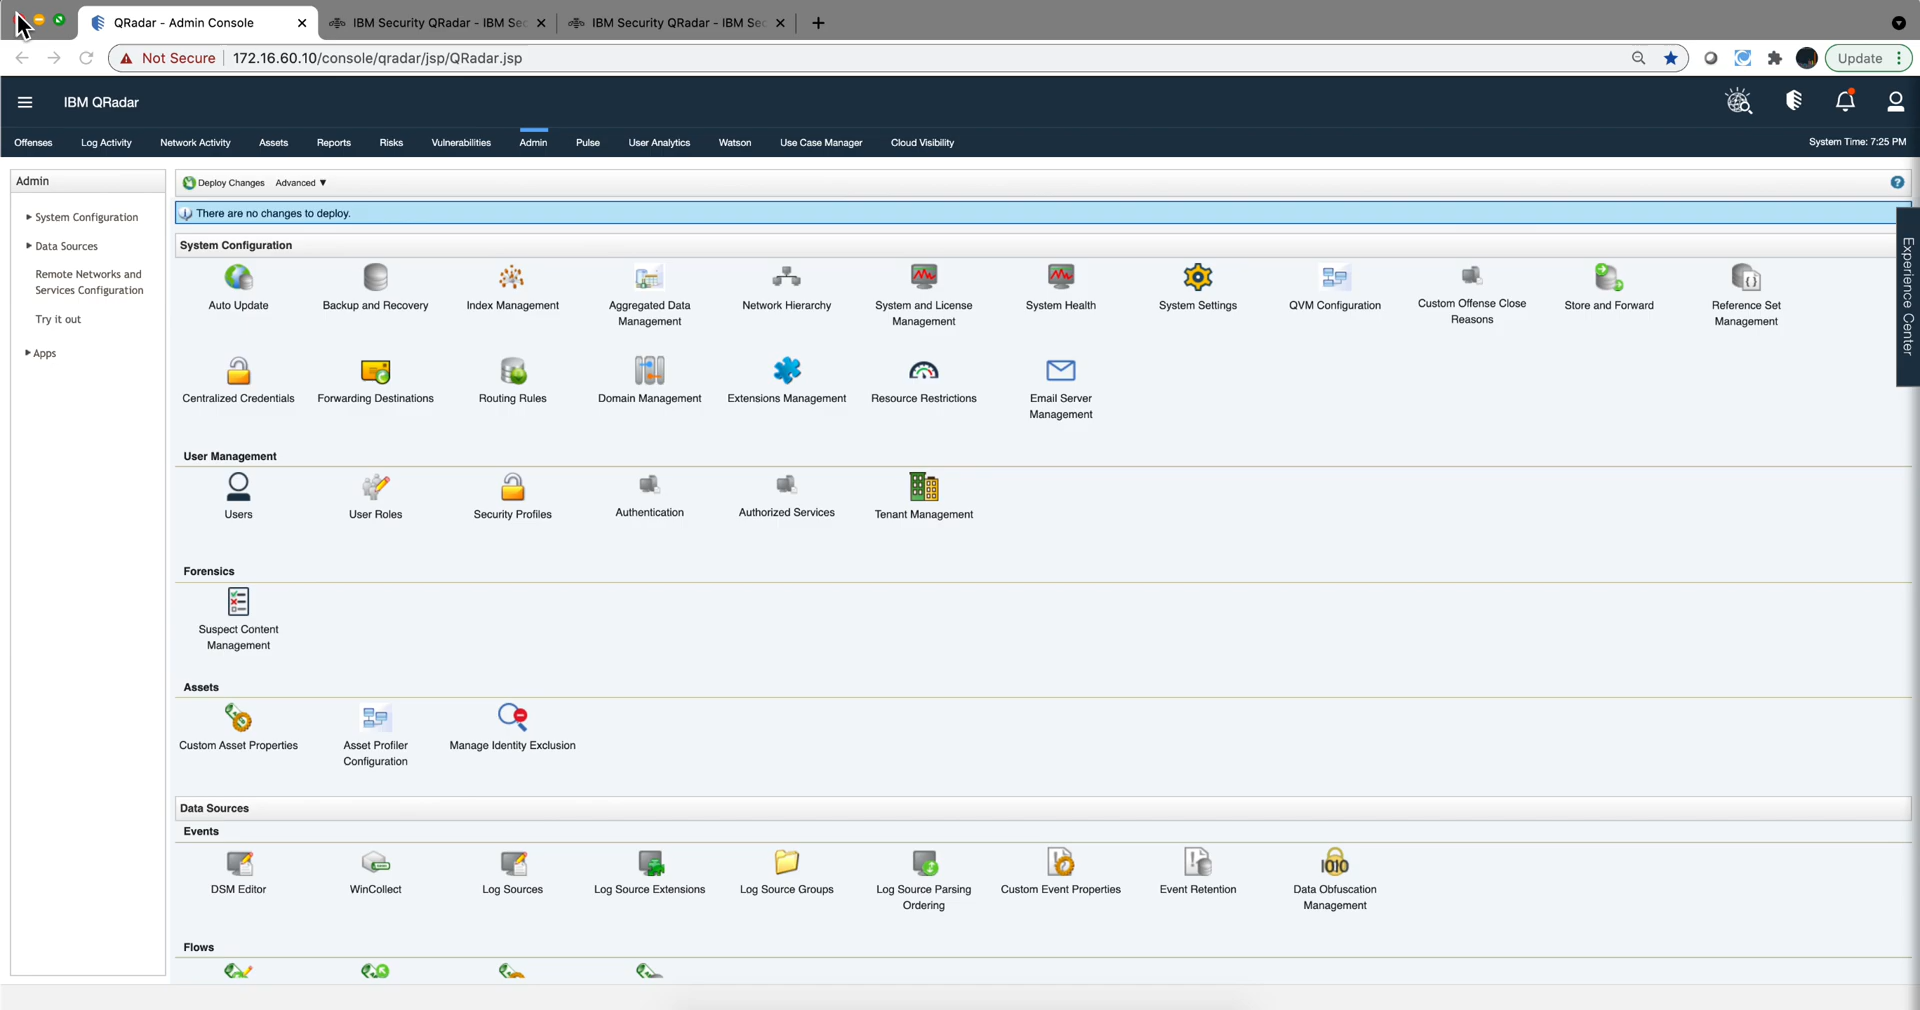 QRadar - Admin Console
IBM Security QRadar - IBM Sec
IBM Security QRadar - IBM Sec
Not Secure
172.16.60.10/console/qradar/jsp/QRadar.jsp
Update
IBM QRadar
Offenses Log Activity Network Activity Assets Reports Risks Vulnerabilities Admin Pulse User Analytics Watson Use Case Manager Cloud Visibility
System Time: 7:25 PM
Admin
System Configuration
Data Sources
Remote Networks and
Services Configuration
Try it out
Apps
Deploy Changes Advanced
There are no changes to deploy.
Experience Center
System Configuration
Auto Update
Backup and Recovery
Index Management
Aggregated Data
Management
Network Hierarchy
System and License
Management
System Health
System Settings
QVM Configuration
Custom Offense Close
Reasons
Store and Forward
Reference Set
Management
Centralized Credentials
Forwarding Destinations
Routing Rules
Domain Management
Extensions Management
Resource Restrictions
Email Server
Management
User Management
Users
User Roles
Security Profiles
Authentication
Authorized Services
Tenant Management
Forensics
Suspect Content
Management
Assets
Custom Asset Properties
Asset Profiler
Configuration
Manage Identity Exclusion
Data Sources
Events
DSM Editor
WinCollect
Log Sources
Log Source Extensions
Log Source Groups
Log Source Parsing
Ordering
Custom Event Properties
Event Retention
1010
Data Obfuscation
Management
Flows